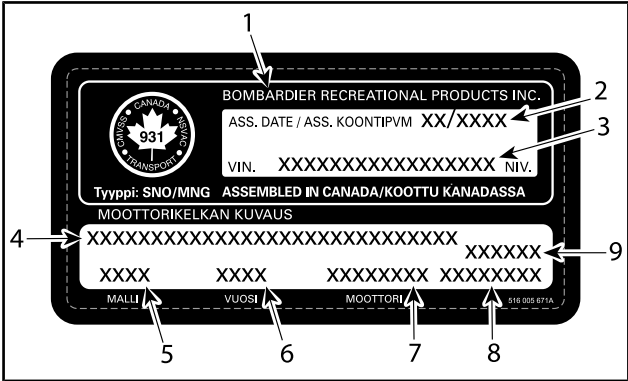 1
BOMBARDIER RECREATIONAL PRODUCTS INC.
2
ASS. DATE / ASS. KOONTIPVM XX/XXXX
3
CANADA
CMVSS
NSVAC
931
TRANSPORT
VIN. XXXXXXXXXXXXXXXXX NIV.
Tyyppi: SNO/MNG ASSEMBLED IN CANADA/KOOTTU KANADASSA
MOOTTORIKELKAN KUVAUS
4
XXXXXXXXXXXXXXXXXXXXXXXXXXXXX
XXXXXX
9
XXXX XXXX XXXXXXXX XXXXXXXX
MALLI VUOSI MOOTTORI 516 005 671A
5 6 7 8